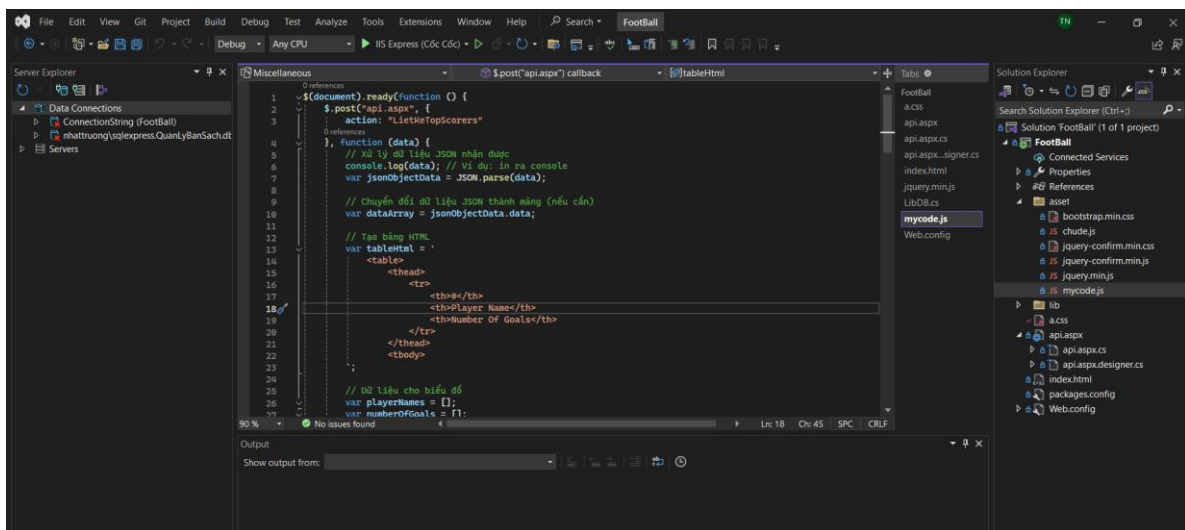 File Edit View Git Project Build Debug Test Analyze Tools Extensions Window Help Search FootBall TN
Debug Any CPU IIS Express (Cốc Cốc)
Server Explorer
Data Connections
ConnectionString (FootBall)
nhattruong\sqlexpress.QuanLyBanSach.dt
Servers
Miscellaneous $.post("api.aspx") callback tableHtml
0 references
1 $(document).ready(function () {
2 $.post("api.aspx", {
3 action: "LietKeTopScorers"
0 references
4 }, function (data) {
5 // Xử lý dữ liệu JSON nhận được
6 console.log(data); // Ví dụ: in ra console
7 var jsonObjectData = JSON.parse(data);
8
9 // Chuyển đổi dữ liệu JSON thành mảng (nếu cần)
10 var dataArray = jsonObjectData.data;
11
12 // Tạo bảng HTML
13 var tableHtml = `
14 <table>
15 <thead>
16 <tr>
17 <th>#</th>
18 <th>Player Name</th>
19 <th>Number Of Goals</th>
20 </tr>
21 </thead>
22 <tbody>
23 `;
24
25 // Dữ liệu cho biểu đồ
26 var playerNames = [];
27 var numberOfGoals = [];
90 % No issues found Ln: 18 Ch: 45 SPC CRLF
Output
Show output from:
Tabs
FootBall
a.css
api.aspx
api.aspx.cs
api.aspx...signer.cs
index.html
jquery.min.js
LibDB.cs
mycode.js
Web.config
Solution Explorer
Search Solution Explorer (Ctrl+;)
Solution 'FootBall' (1 of 1 project)
FootBall
Connected Services
Properties
References
asset
bootstrap.min.css
JS chude.js
jquery-confirm.min.css
JS jquery-confirm.min.js
JS jquery.min.js
JS mycode.js
lib
a.css
api.aspx
api.aspx.cs
api.aspx.designer.cs
index.html
packages.config
Web.config